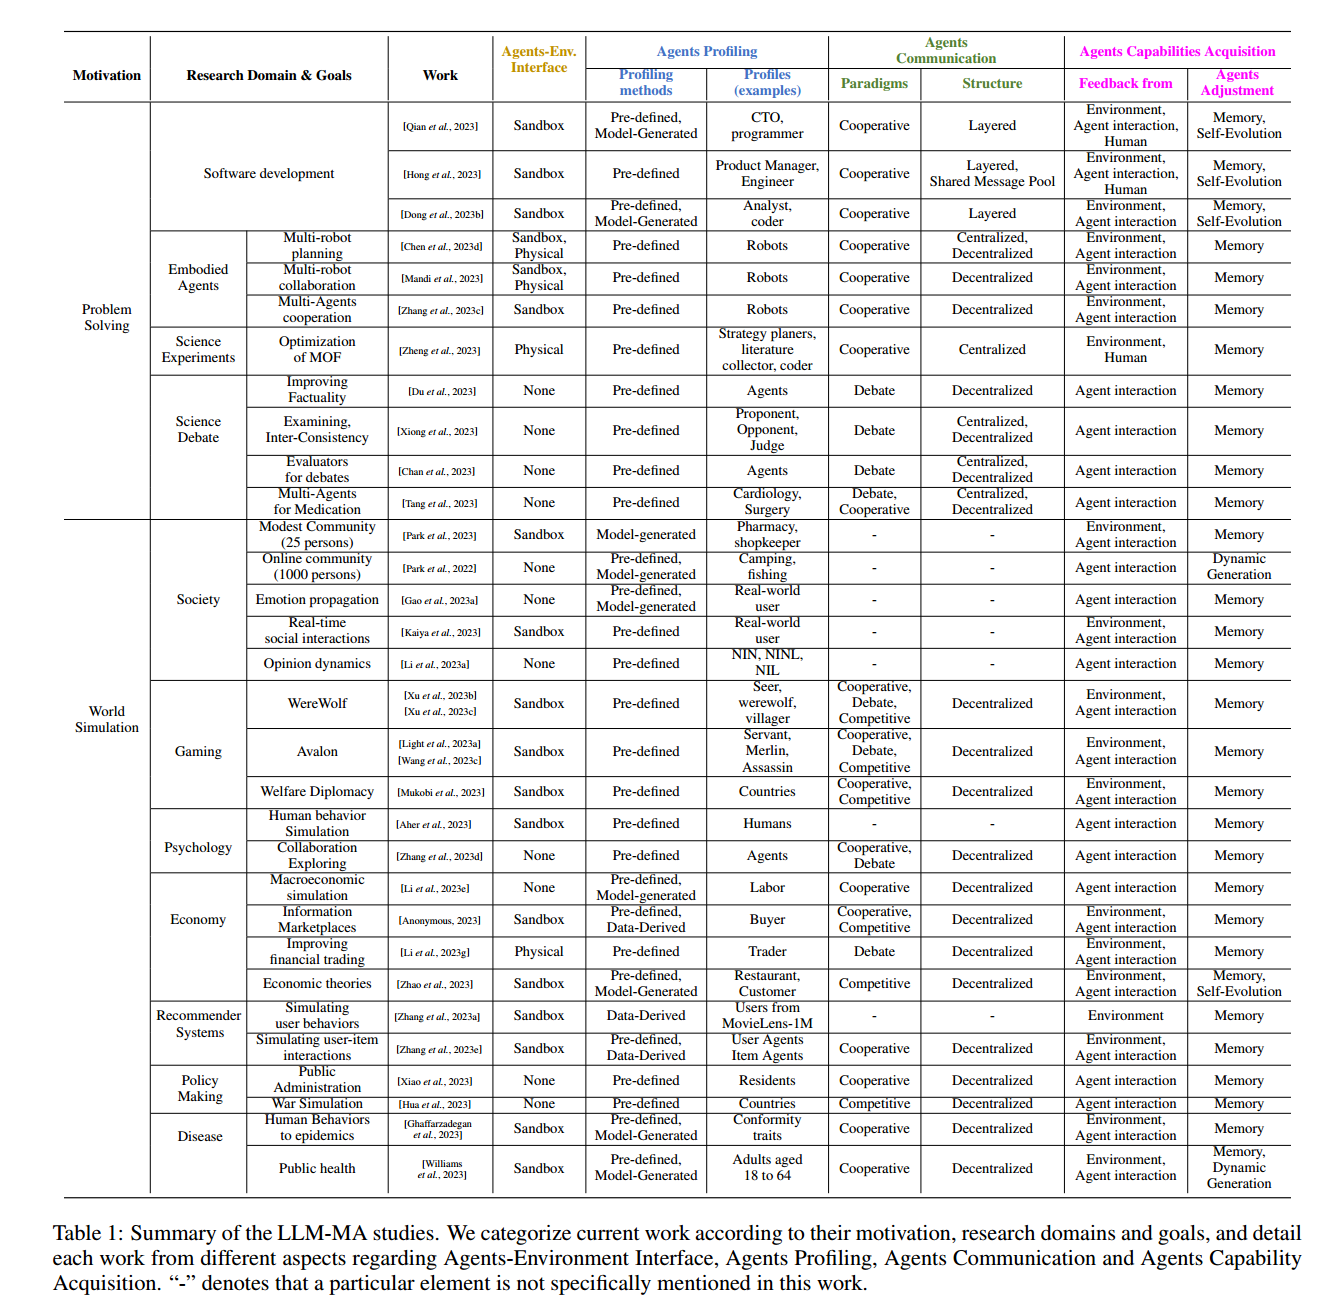 Motivation Research Domain & Goals Work Agents-Env. Interface Agents Profiling Agents Communication Agents Capabilities Acquisition
Profiling methods Profiles (examples) Paradigms Structure Feedback from Agents Adjustment
Problem Solving
Software development [Qian et al., 2023] Sandbox Pre-defined, Model-Generated CTO, programmer Cooperative Layered Environment, Agent interaction, Human Memory, Self-Evolution
[Hong et al., 2023] Sandbox Pre-defined Product Manager, Engineer Cooperative Layered, Shared Message Pool Environment, Agent interaction, Human Memory, Self-Evolution
[Dong et al., 2023b] Sandbox Pre-defined, Model-Generated Analyst, coder Cooperative Layered Environment, Agent interaction Memory, Self-Evolution
Embodied Agents Multi-robot planning [Chen et al., 2023d] Sandbox, Physical Pre-defined Robots Cooperative Centralized, Decentralized Environment, Agent interaction Memory
Multi-robot collaboration [Mandi et al., 2023] Sandbox, Physical Pre-defined Robots Cooperative Decentralized Environment, Agent interaction Memory
Multi-Agents cooperation [Zhang et al., 2023c] Sandbox Pre-defined Robots Cooperative Decentralized Environment, Agent interaction Memory
Science Experiments Optimization of MOF [Zheng et al., 2023] Physical Pre-defined Strategy planers, literature collector, coder Cooperative Centralized Environment, Human Memory
Science Debate Improving Factuality [Du et al., 2023] None Pre-defined Agents Debate Decentralized Agent interaction Memory
Examining, Inter-Consistency [Xiong et al., 2023] None Pre-defined Proponent, Opponent, Judge Debate Centralized, Decentralized Agent interaction Memory
Evaluators for debates [Chan et al., 2023] None Pre-defined Agents Debate Centralized, Decentralized Agent interaction Memory
Multi-Agents for Medication [Tang et al., 2023] None Pre-defined Cardiology, Surgery Debate, Cooperative Centralized, Decentralized Agent interaction Memory
World Simulation
Society Modest Community (25 persons) [Park et al., 2023] Sandbox Model-generated Pharmacy, shopkeeper - - Environment, Agent interaction Memory
Online community (1000 persons) [Park et al., 2022] None Pre-defined, Model-generated Camping, fishing - - Agent interaction Dynamic Generation
Emotion propagation [Gao et al., 2023a] None Pre-defined, Model-generated Real-world user - - Agent interaction Memory
Real-time social interactions [Kaiya et al., 2023] Sandbox Pre-defined Real-world user - - Environment, Agent interaction Memory
Opinion dynamics [Li et al., 2023a] None Pre-defined NIN, NINL, NIL - - Agent interaction Memory
Gaming WereWolf [Xu et al., 2023b] [Xu et al., 2023c] Sandbox Pre-defined Seer, werewolf, villager Cooperative, Debate, Competitive Decentralized Environment, Agent interaction Memory
Avalon [Light et al., 2023a] [Wang et al., 2023c] Sandbox Pre-defined Servant, Merlin, Assassin Cooperative, Debate, Competitive Decentralized Environment, Agent interaction Memory
Welfare Diplomacy [Mukobi et al., 2023] Sandbox Pre-defined Countries Cooperative, Competitive Decentralized Environment, Agent interaction Memory
Psychology Human behavior Simulation [Aher et al., 2023] Sandbox Pre-defined Humans - - Agent interaction Memory
Collaboration Exploring [Zhang et al., 2023d] None Pre-defined Agents Cooperative, Debate Decentralized Agent interaction Memory
Economy Macroeconomic simulation [Li et al., 2023e] None Pre-defined, Model-generated Labor Cooperative Decentralized Agent interaction Memory
Information Marketplaces [Anonymous, 2023] Sandbox Pre-defined, Data-Derived Buyer Cooperative, Competitive Decentralized Environment, Agent interaction Memory
Improving financial trading [Li et al., 2023g] Physical Pre-defined Trader Debate Decentralized Environment, Agent interaction Memory
Economic theories [Zhao et al., 2023] Sandbox Pre-defined, Model-Generated Restaurant, Customer Competitive Decentralized Environment, Agent interaction Memory, Self-Evolution
Recommender Systems Simulating user behaviors [Zhang et al., 2023a] Sandbox Data-Derived Users from MovieLens-1M - - Environment Memory
Simulating user-item interactions [Zhang et al., 2023e] Sandbox Pre-defined, Data-Derived User Agents Item Agents Cooperative Decentralized Environment, Agent interaction Memory
Policy Making Public Administration [Xiao et al., 2023] None Pre-defined Residents Cooperative Decentralized Agent interaction Memory
War Simulation [Hua et al., 2023] None Pre-defined Countries Competitive Decentralized Agent interaction Memory
Disease Human Behaviors to epidemics [Ghaffarzadegan et al., 2023] Sandbox Pre-defined, Model-Generated Conformity traits Cooperative Decentralized Environment, Agent interaction Memory
Public health [Williams et al., 2023] Sandbox Pre-defined, Model-Generated Adults aged 18 to 64 Cooperative Decentralized Environment, Agent interaction Memory, Dynamic Generation
Table 1: Summary of the LLM-MA studies. We categorize current work according to their motivation, research domains and goals, and detail
each work from different aspects regarding Agents-Environment Interface, Agents Profiling, Agents Communication and Agents Capability
Acquisition. “-” denotes that a particular element is not specifically mentioned in this work.